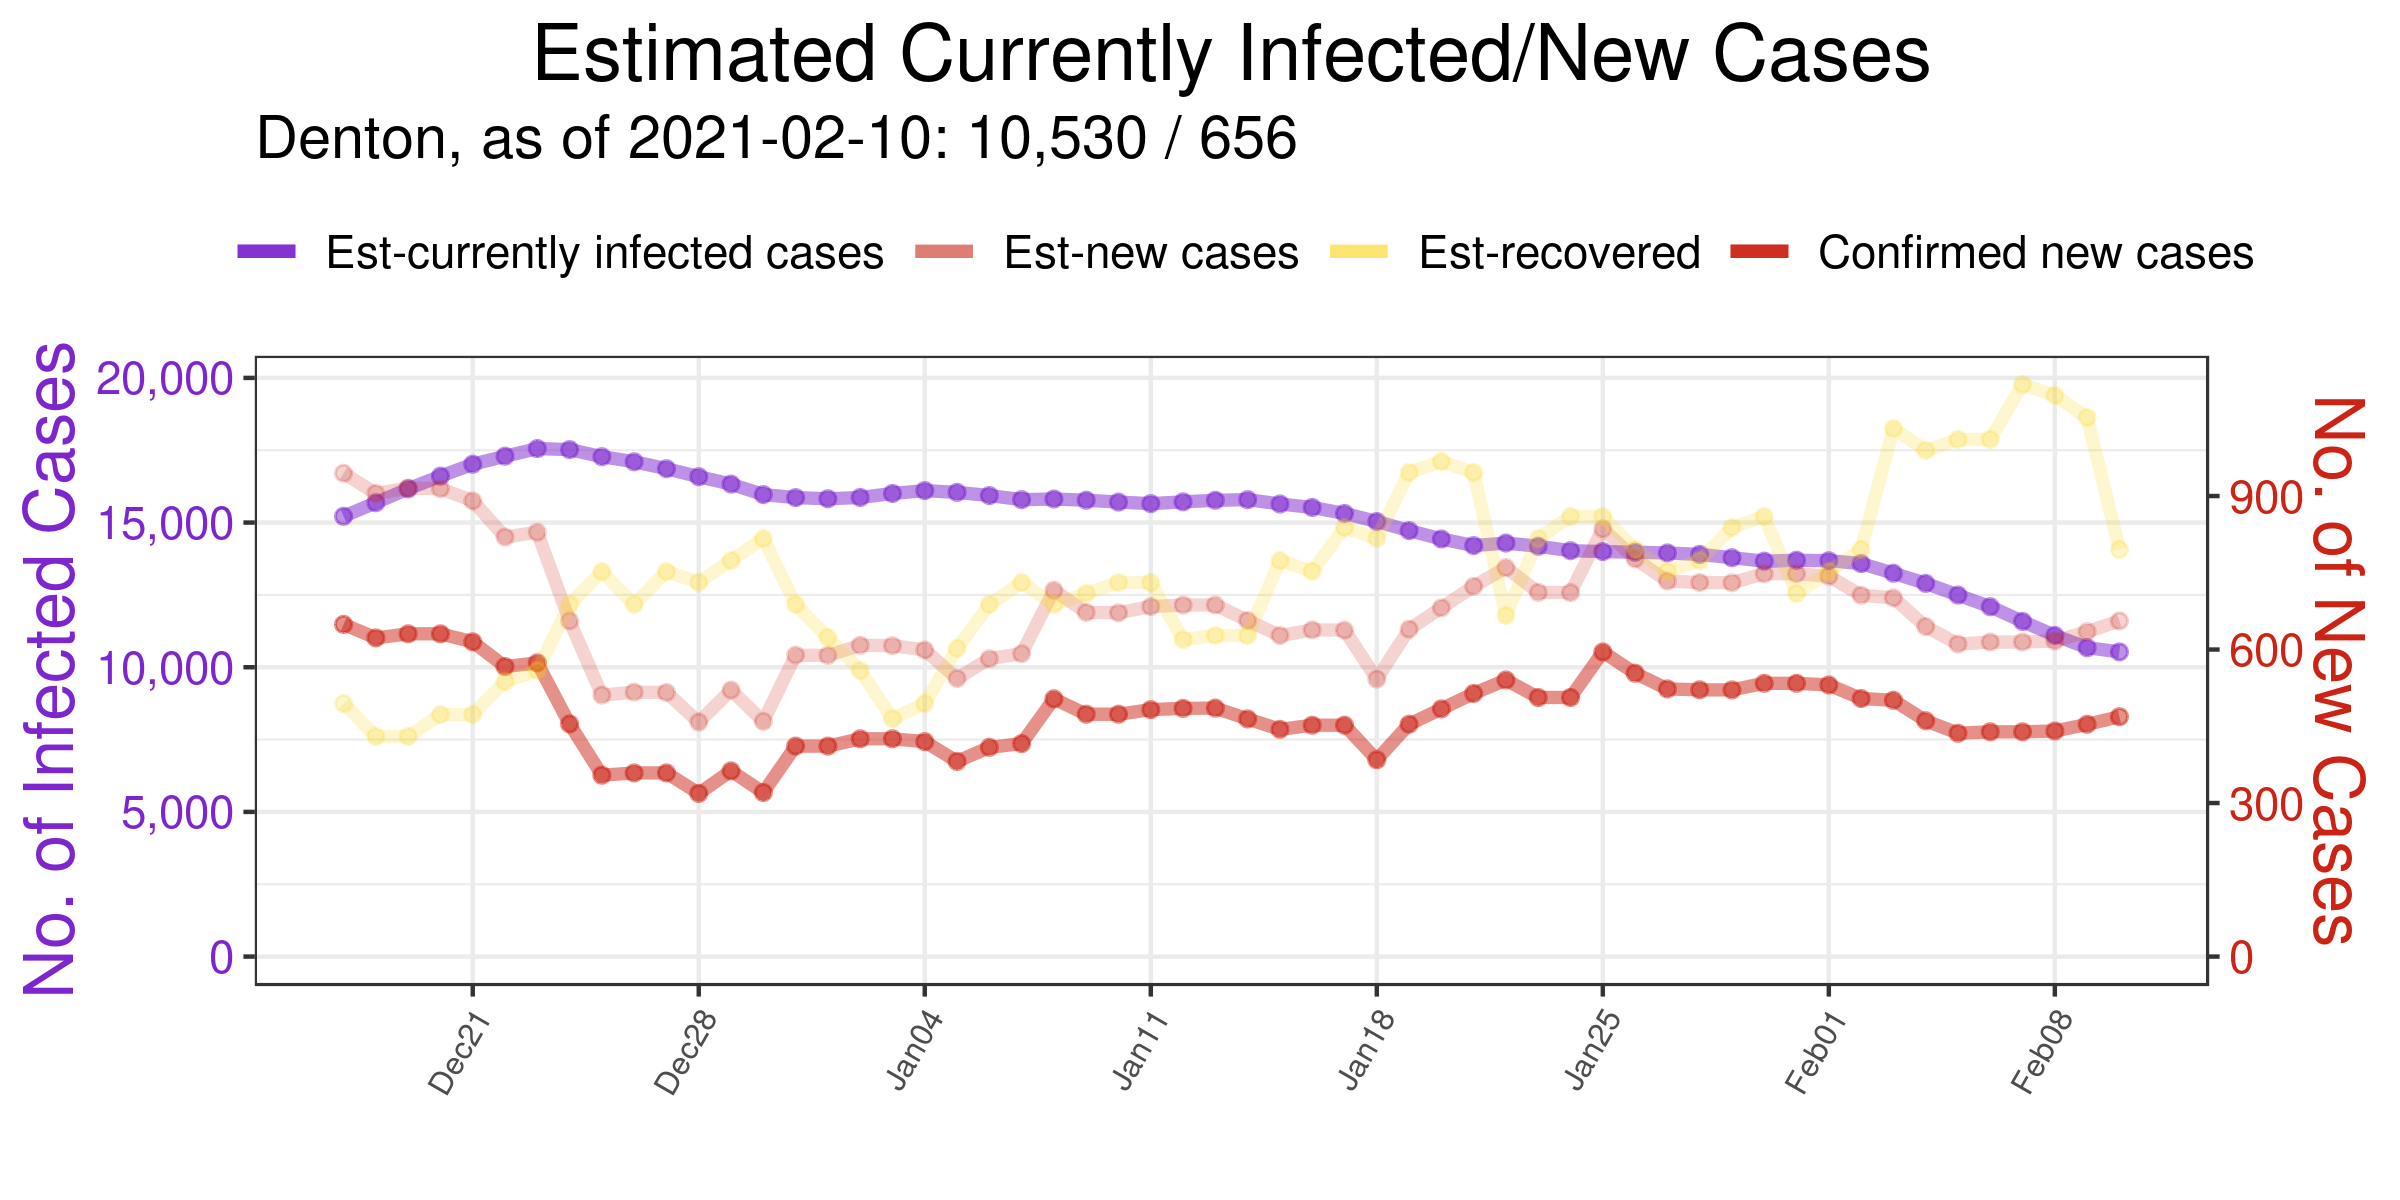 Estimated Currently Infected/New Cases
Denton, as of 2021-02-10: 10,530 / 656
Est-currently infected cases Est-new cases Est-recovered Confirmed new cases
No. of Infected Cases
20,000
15,000
10,000
5,000
0
900
600
300
0
No. of New Cases
Dec21 Dec28 Jan04 Jan11 Jan18 Jan25 Feb01 Feb08